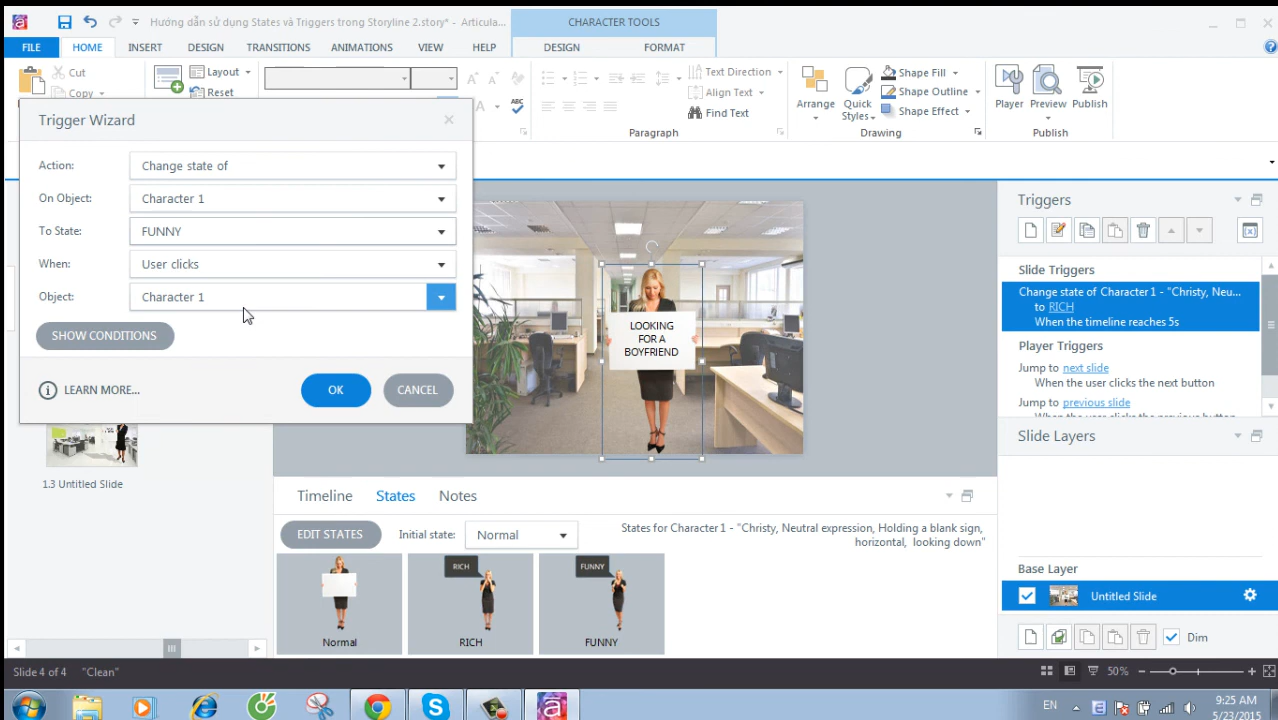 Hướng dẫn sử dụng States và Triggers trong Storyline 2.story* - Articula...
CHARACTER TOOLS
FILE
HOME
INSERT
DESIGN
TRANSITIONS
ANIMATIONS
VIEW
HELP
DESIGN
FORMAT
Cut
Copy
Layout
Reset
ABC
Text Direction
Align Text
Find Text
Paragraph
Arrange
Quick
Styles
Shape Fill
Shape Outline
Shape Effect
Drawing
Player
Preview
Publish
Publish
Trigger Wizard
Action:
Change state of
On Object:
Character 1
To State:
FUNNY
When:
User clicks
Object:
Character 1
SHOW CONDITIONS
LEARN MORE...
OK
CANCEL
1.3 Untitled Slide
LOOKING
FOR A
BOYFRIEND
Triggers
Slide Triggers
Change state of Character 1 - "Christy, Neu...
to RICH
When the timeline reaches 5s
Player Triggers
Jump to next slide
When the user clicks the next button
Jump to previous slide
When the user clicks the previous button
Slide Layers
Base Layer
Untitled Slide
Dim
Timeline
States
Notes
EDIT STATES
Initial state:
Normal
States for Character 1 - "Christy, Neutral expression, Holding a blank sign,
horizontal, looking down"
RICH
FUNNY
Normal
RICH
FUNNY
Slide 4 of 4
"Clean"
50%
EN
9:25 AM
5/23/2015